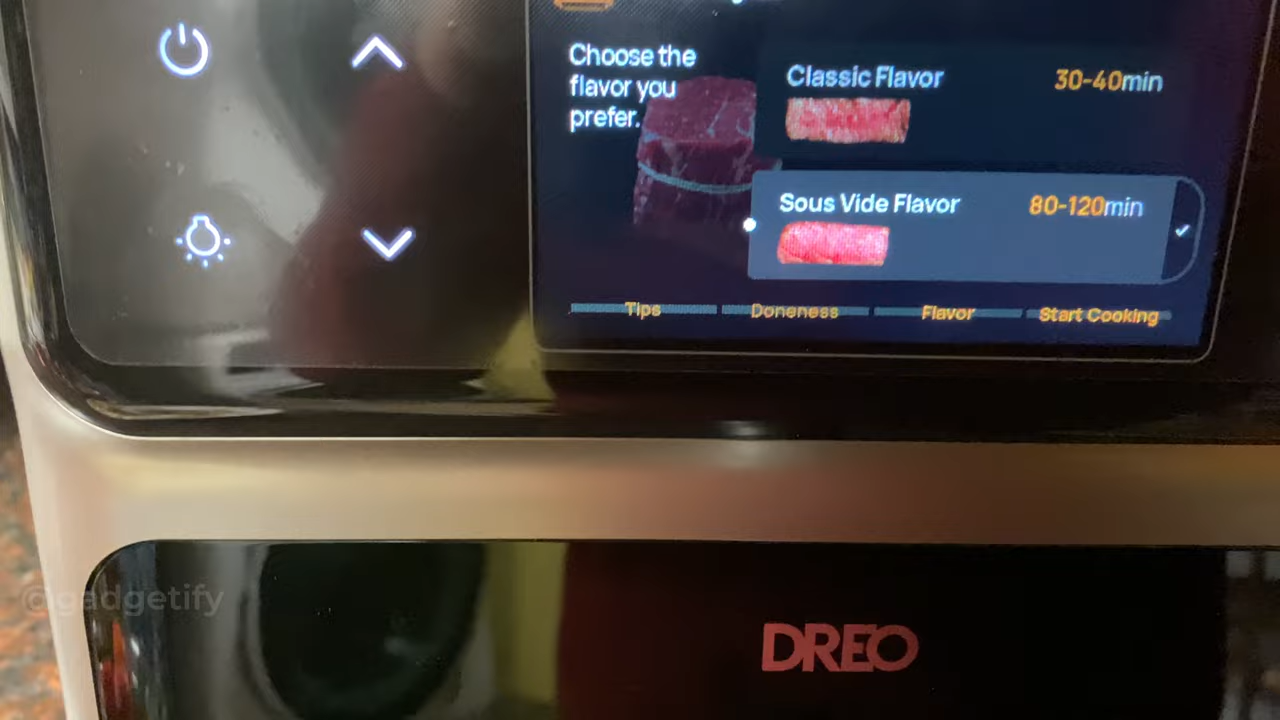 Choose the
flavor you
prefer.
Classic Flavor
30-40min
Sous Vide Flavor
80-120min
Tips
Doneness
Flavor
Start Cooking
@gadgetify
DREO